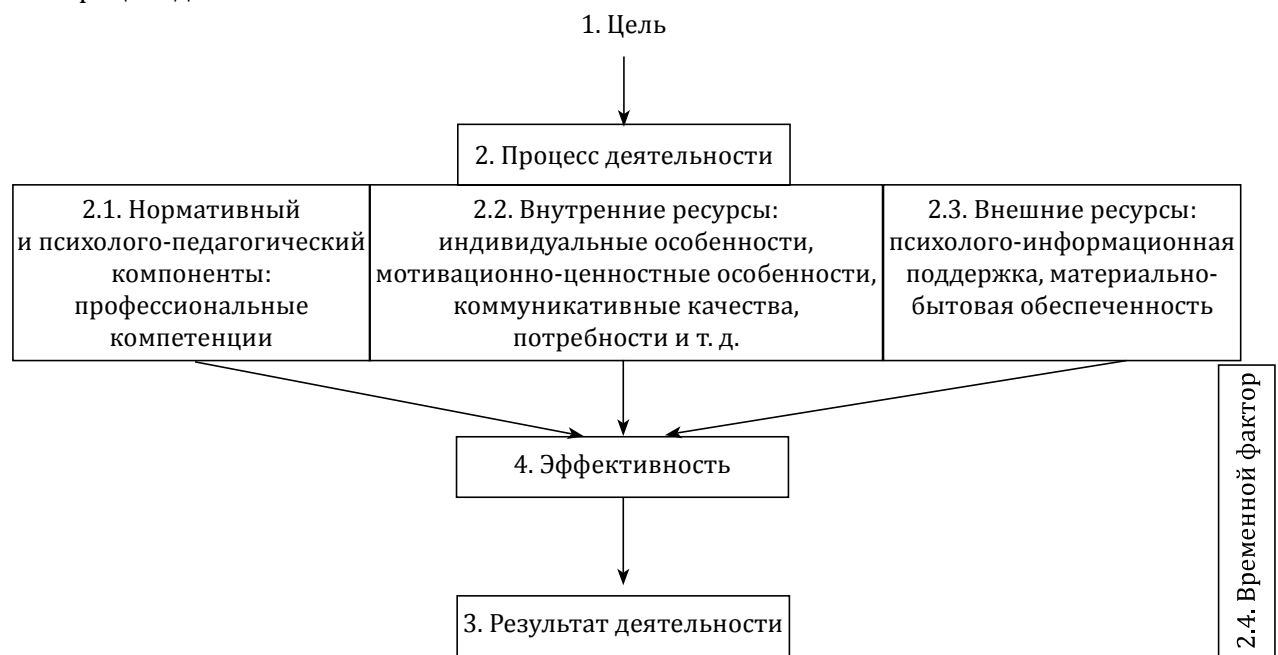 1. Цель
2. Процесс деятельности
2.1. Нормативный
и психолого-педагогический
компоненты:
профессиональные
компетенции
2.2. Внутренние ресурсы:
индивидуальные особенности,
мотивационно-ценностные особенности,
коммуникативные качества,
потребности и т. д.
2.3. Внешние ресурсы:
психолого-информационная
поддержка, материально-
бытовая обеспеченность
2.4. Временной фактор
4. Эффективность
3. Результат деятельности